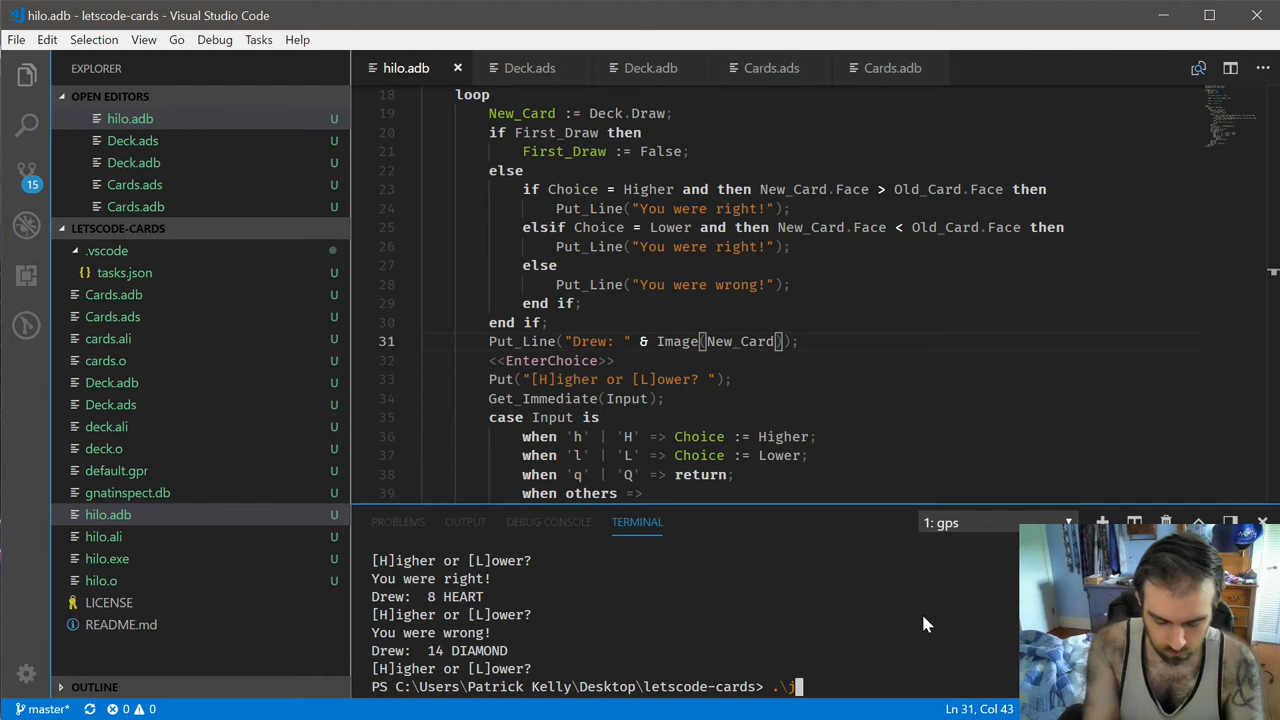 hilo.adb - letscode-cards - Visual Studio Code
File Edit Selection View Go Debug Tasks Help
EXPLORER
OPEN EDITORS
hilo.adb U
Deck.ads U
Deck.adb U
Cards.ads U
Cards.adb U
LETSCODE-CARDS
.vscode
tasks.json U
Cards.adb U
Cards.ads U
cards.ali U
cards.o U
Deck.adb U
Deck.ads U
deck.ali U
deck.o U
default.gpr U
gnatinspect.db U
hilo.adb U
hilo.ali U
hilo.exe U
hilo.o U
LICENSE
README.md U
OUTLINE
15
hilo.adb Deck.ads Deck.adb Cards.ads Cards.adb
18 loop
19 New_Card := Deck.Draw;
20 if First_Draw then
21 First_Draw := False;
22 else
23 if Choice = Higher and then New_Card.Face > Old_Card.Face then
24 Put_Line("You were right!");
25 elsif Choice = Lower and then New_Card.Face < Old_Card.Face then
26 Put_Line("You were right!");
27 else
28 Put_Line("You were wrong!");
29 end if;
30 end if;
31 Put_Line("Drew: " & Image(New_Card));
32 <<EnterChoice>>
33 Put("[H]igher or [L]ower? ");
34 Get_Immediate(Input);
35 case Input is
36 when 'h' | 'H' => Choice := Higher;
37 when 'l' | 'L' => Choice := Lower;
38 when 'q' | 'Q' => return;
39 when others =>
PROBLEMS OUTPUT DEBUG CONSOLE TERMINAL 1: gps
[H]igher or [L]ower?
You were right!
Drew:  8 HEART
[H]igher or [L]ower?
You were wrong!
Drew:  14 DIAMOND
[H]igher or [L]ower?
PS C:\Users\Patrick Kelly\Desktop\letscode-cards> .\j
master* 0 0 Ln 31, Col 43